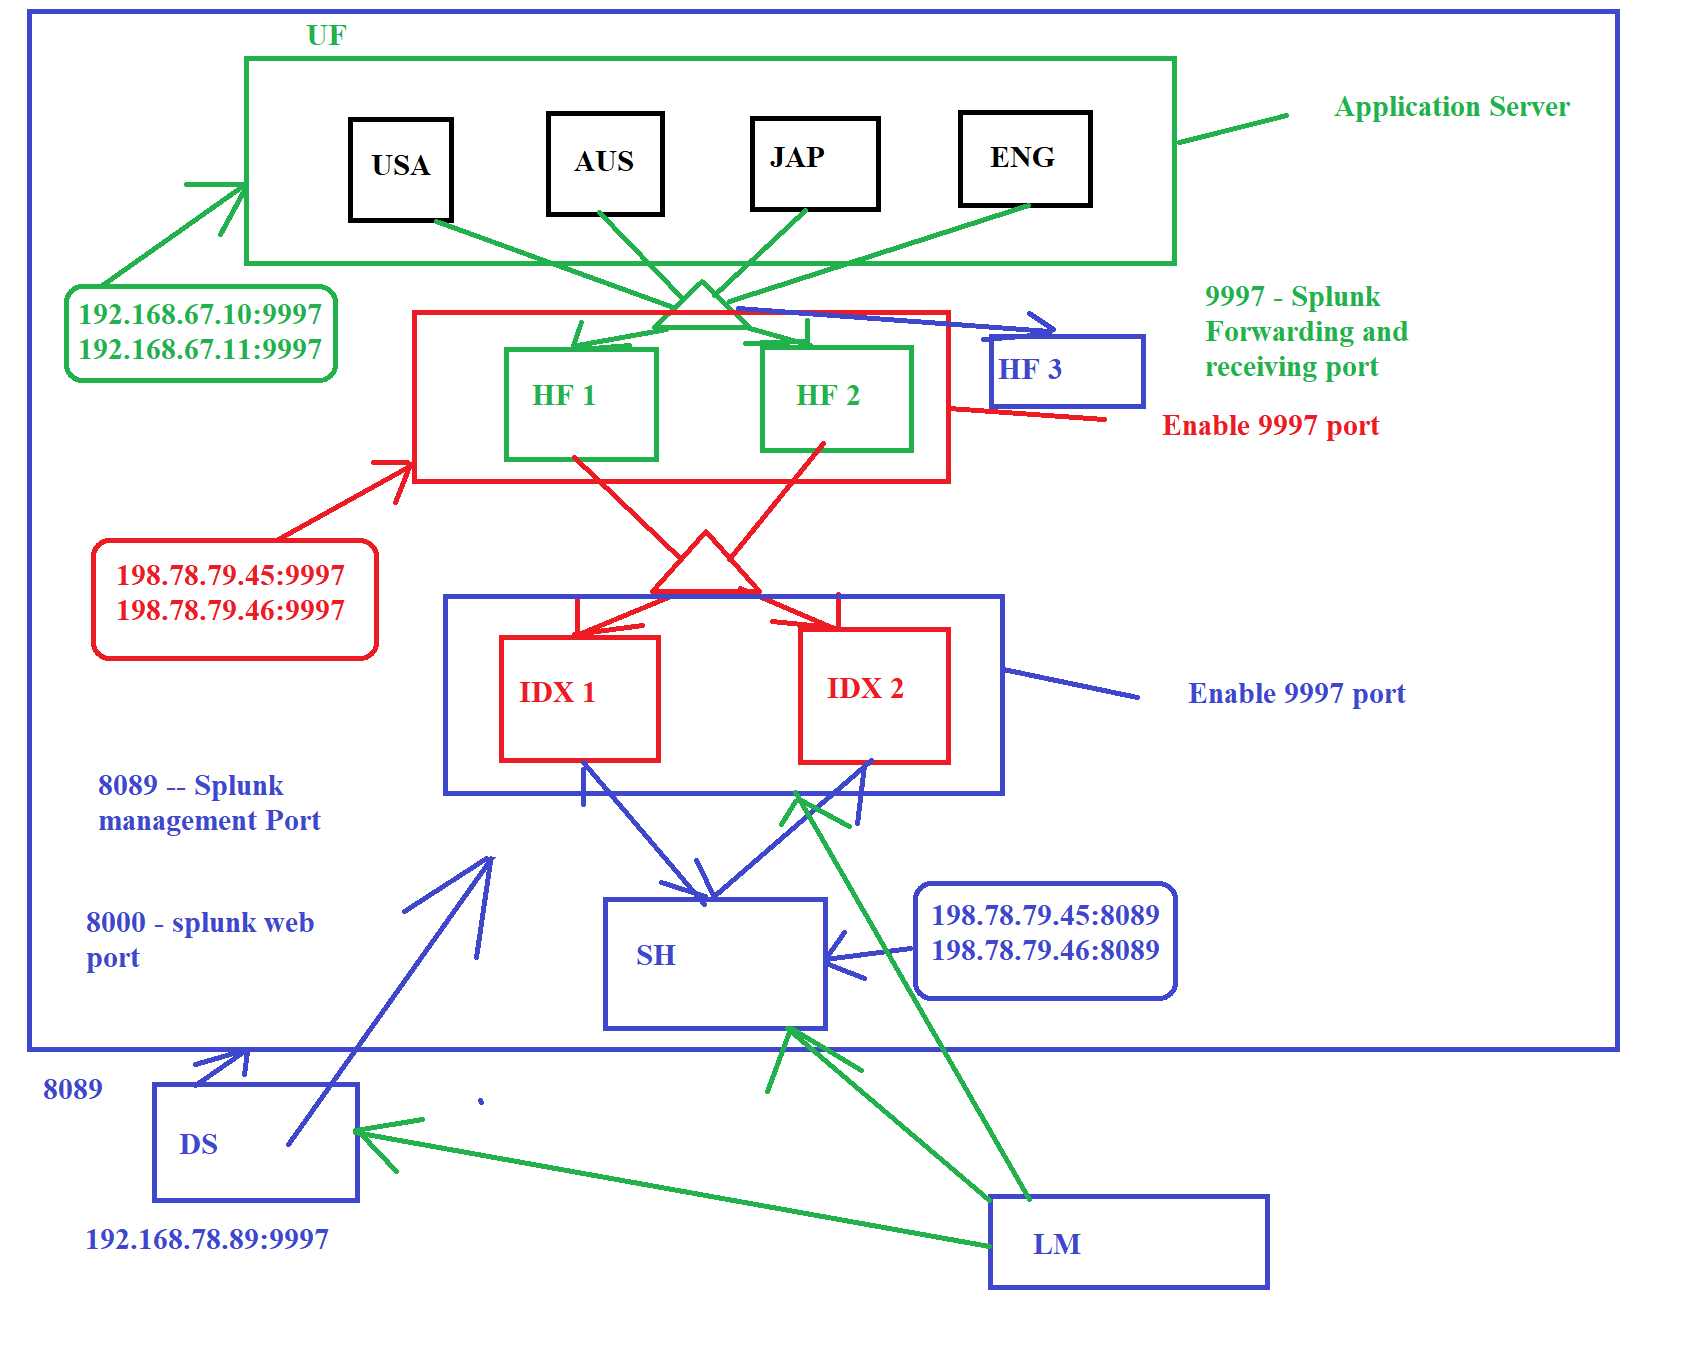 UF
Application Server
USA
AUS
JAP
ENG
192.168.67.10:9997
192.168.67.11:9997
9997 - Splunk
Forwarding and
receiving port
HF 1
HF 2
HF 3
Enable 9997 port
198.78.79.45:9997
198.78.79.46:9997
IDX 1
IDX 2
Enable 9997 port
8089 -- Splunk
management Port
8000 - splunk web
port
SH
198.78.79.45:8089
198.78.79.46:8089
8089
DS
192.168.78.89:9997
LM